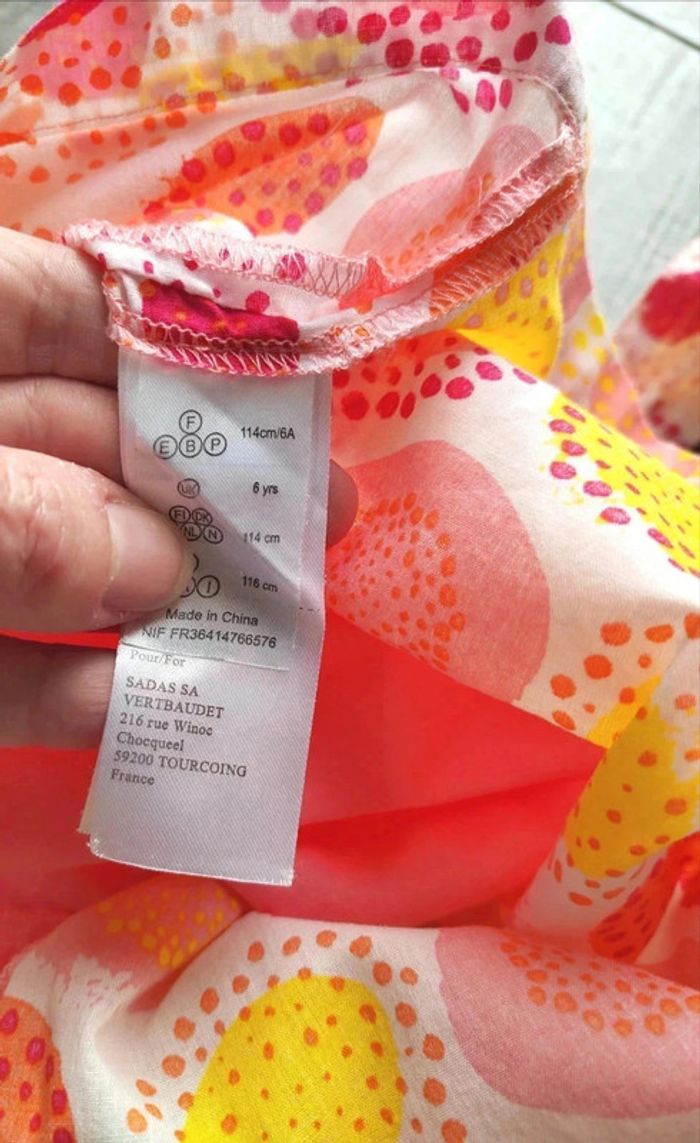 F
E B P 114cm/6A
UK 6 yrs
FI DK
NL N 114 cm
I 116 cm
Made in China
NIF FR36414766576
Pour/For
SADAS SA
VERTBAUDET
216 rue Winoc
Chocqueel
59200 TOURCOING
France